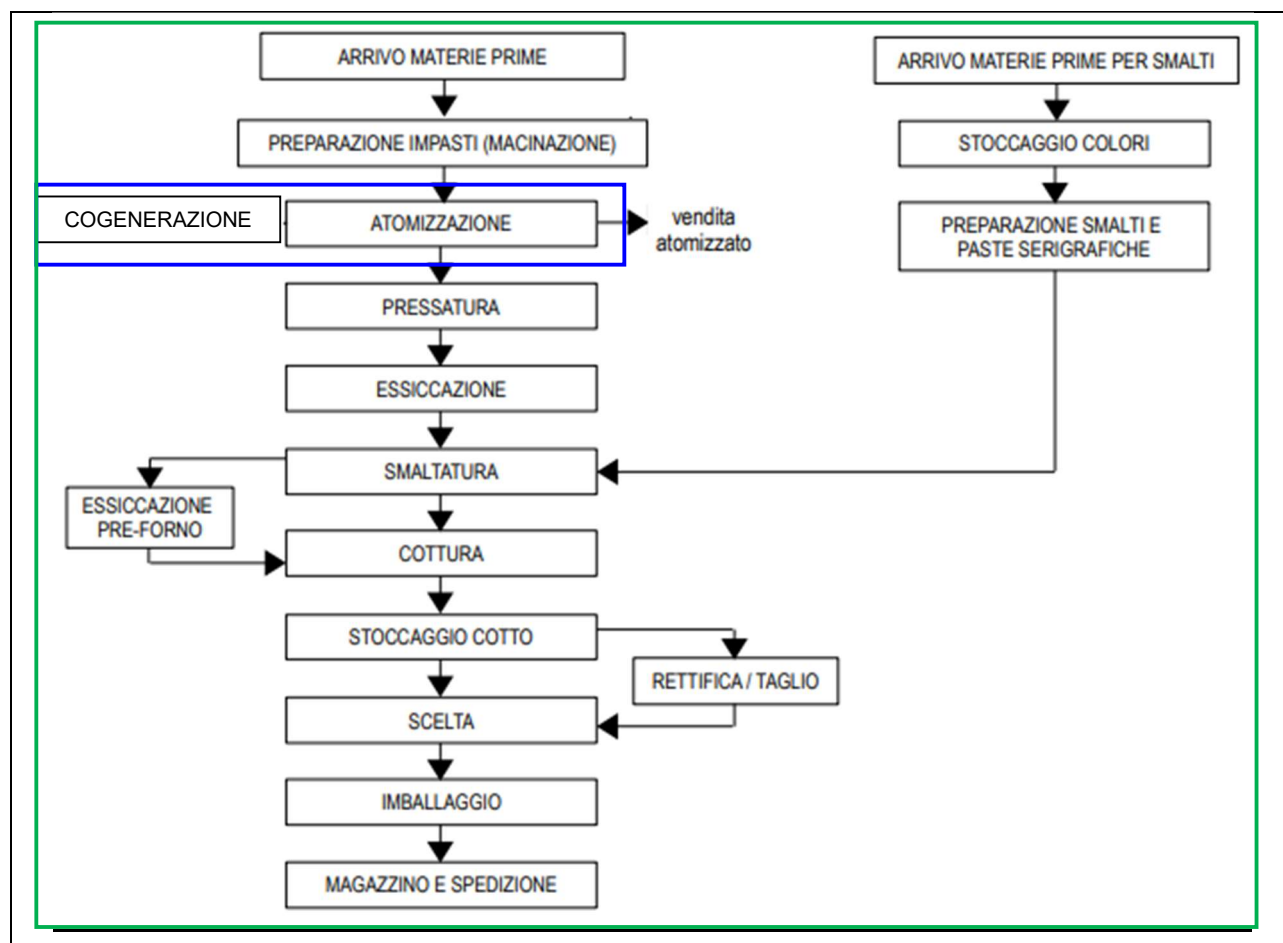 ARRIVO MATERIE PRIME
ARRIVO MATERIE PRIME PER SMALTI
PREPARAZIONE IMPASTI (MACINAZIONE)
STOCCAGGIO COLORI
COGENERAZIONE
ATOMIZZAZIONE
vendita
atomizzato
PREPARAZIONE SMALTI E
PASTE SERIGRAFICHE
PRESSATURA
ESSICCAZIONE
SMALTATURA
ESSICCAZIONE
PRE-FORNO
COTTURA
STOCCAGGIO COTTO
RETTIFICA / TAGLIO
SCELTA
IMBALLAGGIO
MAGAZZINO E SPEDIZIONE